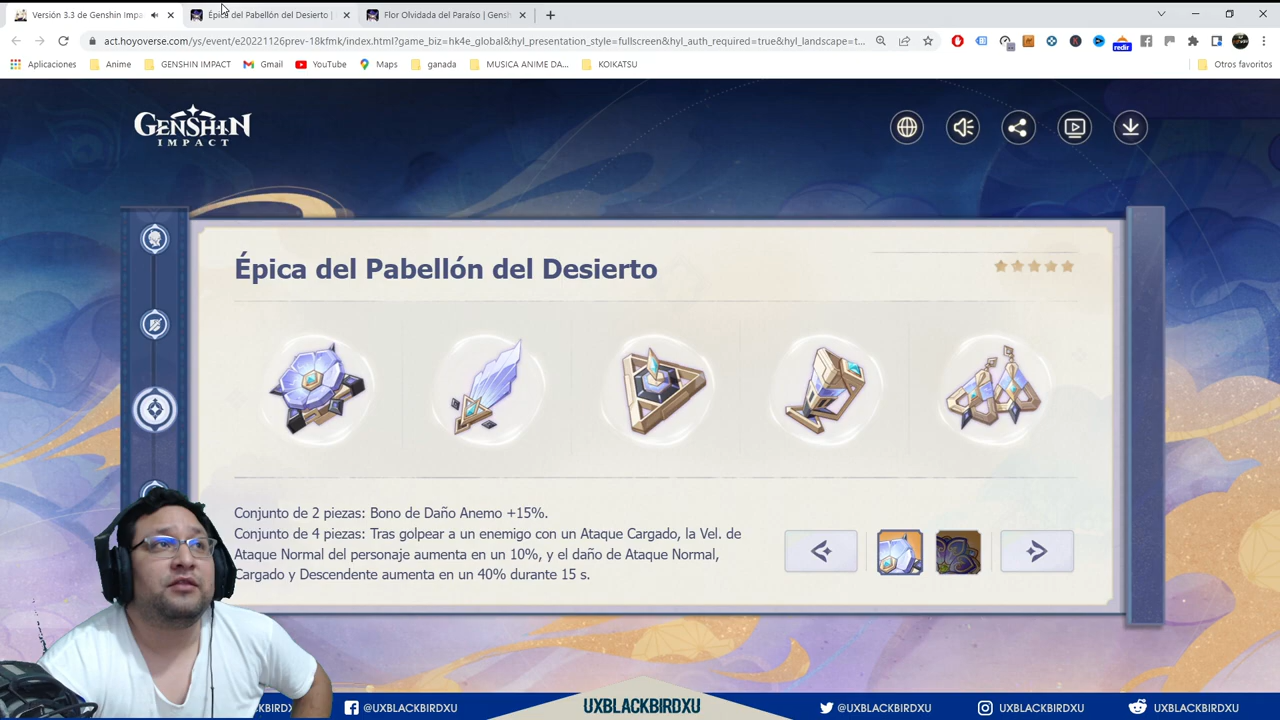 Versión 3.3 de Genshin Impa
Épica del Pabellón del Desierto |
Flor Olvidada del Paraíso | Gensh
act.hoyoverse.com/ys/event/e20221126prev-18kfmk/index.html?game_biz=hk4e_global&hyl_presentation_style=fullscreen&hyl_auth_required=true&hyl_landscape=t...
redir
Aplicaciones
Anime
GENSHIN IMPACT
Gmail
YouTube
Maps
ganada
MUSICA ANIME DA...
KOIKATSU
Otros favoritos
GENSHIN
IMPACT
Épica del Pabellón del Desierto
Conjunto de 2 piezas: Bono de Daño Anemo +15%.
Conjunto de 4 piezas: Tras golpear a un enemigo con un Ataque Cargado, la Vel. de
Ataque Normal del personaje aumenta en un 10%, y el daño de Ataque Normal,
Cargado y Descendente aumenta en un 40% durante 15 s.
@UXBLACKBIRDXU
UXBLACKBIRDXU
@UXBLACKBIRDXU
UXBLACKBIRDXU
UXBLACKBIRDXU